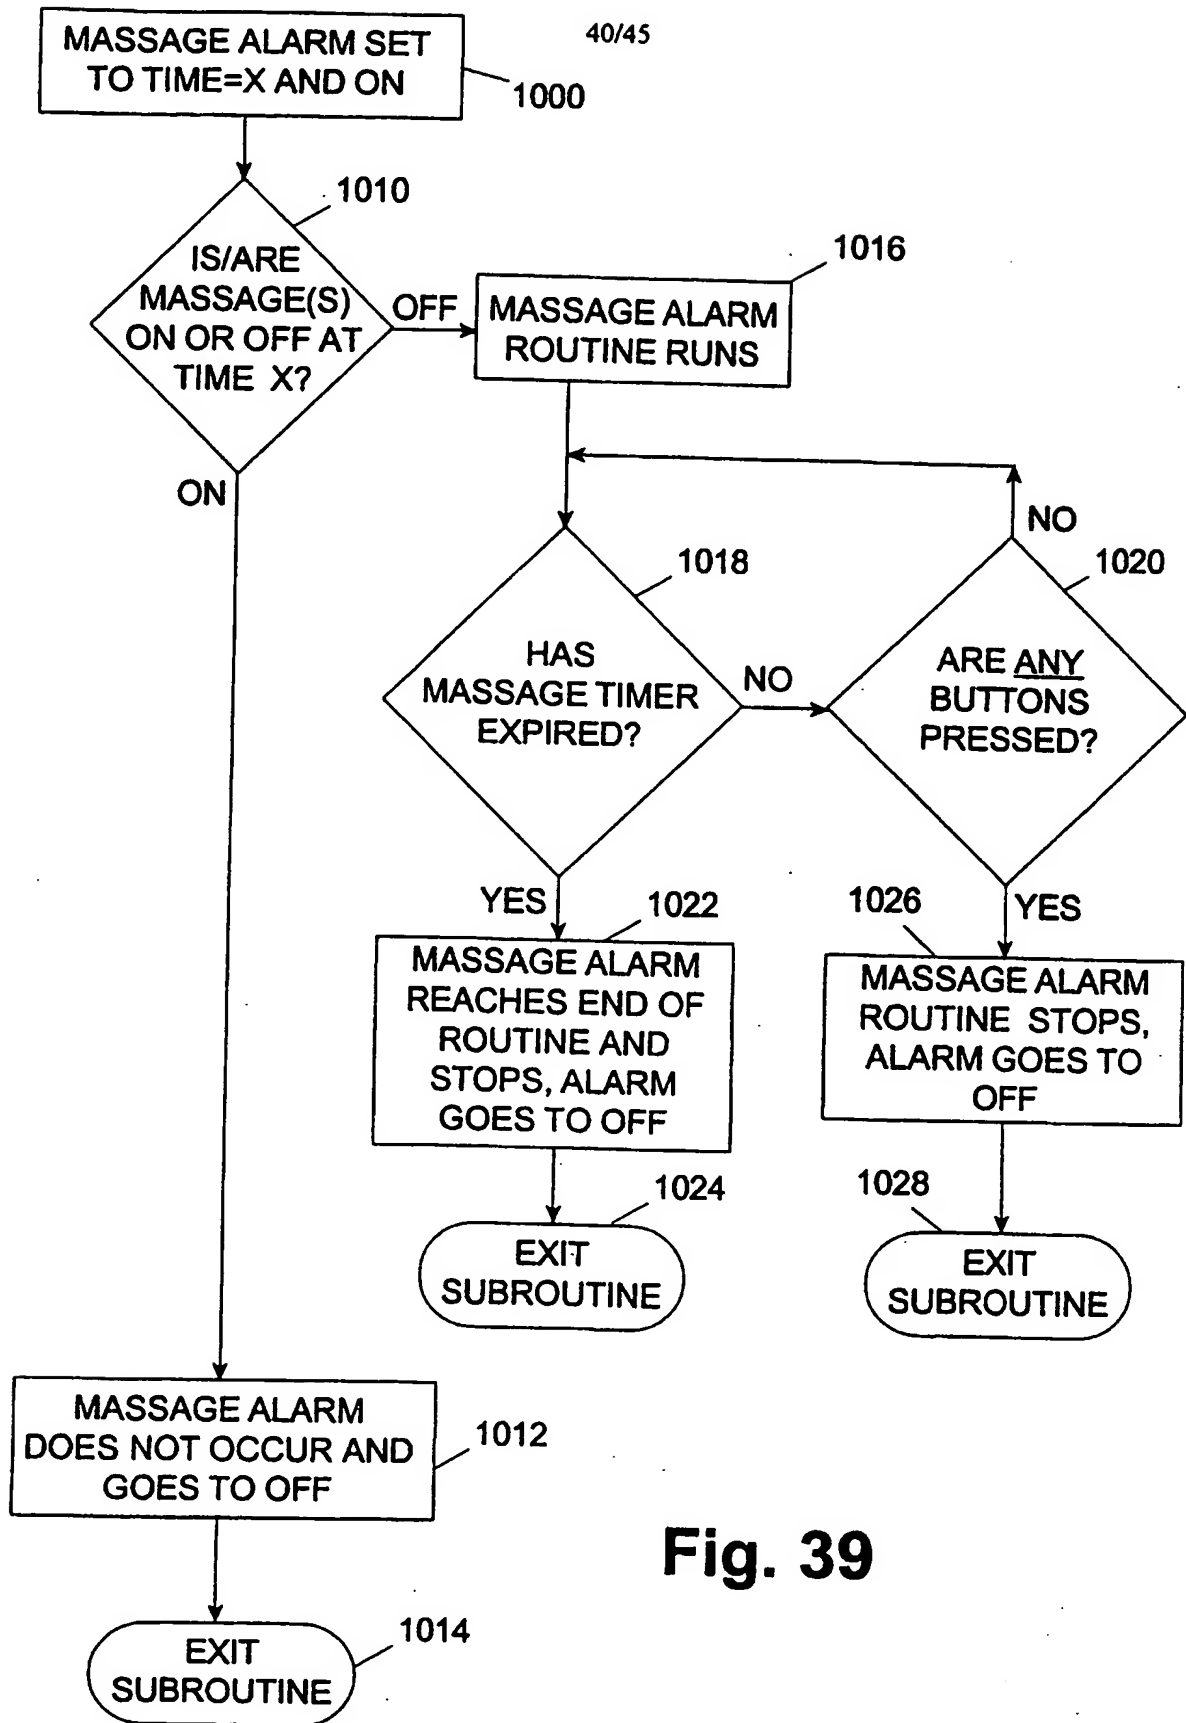 40/45
MASSAGE ALARM SET
TO TIME=X AND ON
1000
1010
IS/ARE
MASSAGE(S)
ON OR OFF AT
TIME X?
OFF
ON
1016
MASSAGE ALARM
ROUTINE RUNS
1018
HAS
MASSAGE TIMER
EXPIRED?
NO
YES
1020
ARE ANY
BUTTONS
PRESSED?
NO
YES
1022
MASSAGE ALARM
REACHES END OF
ROUTINE AND
STOPS, ALARM
GOES TO OFF
1024
EXIT
SUBROUTINE
1026
MASSAGE ALARM
ROUTINE STOPS,
ALARM GOES TO
OFF
1028
EXIT
SUBROUTINE
MASSAGE ALARM
DOES NOT OCCUR AND
GOES TO OFF
1012
EXIT
SUBROUTINE
1014
Fig. 39